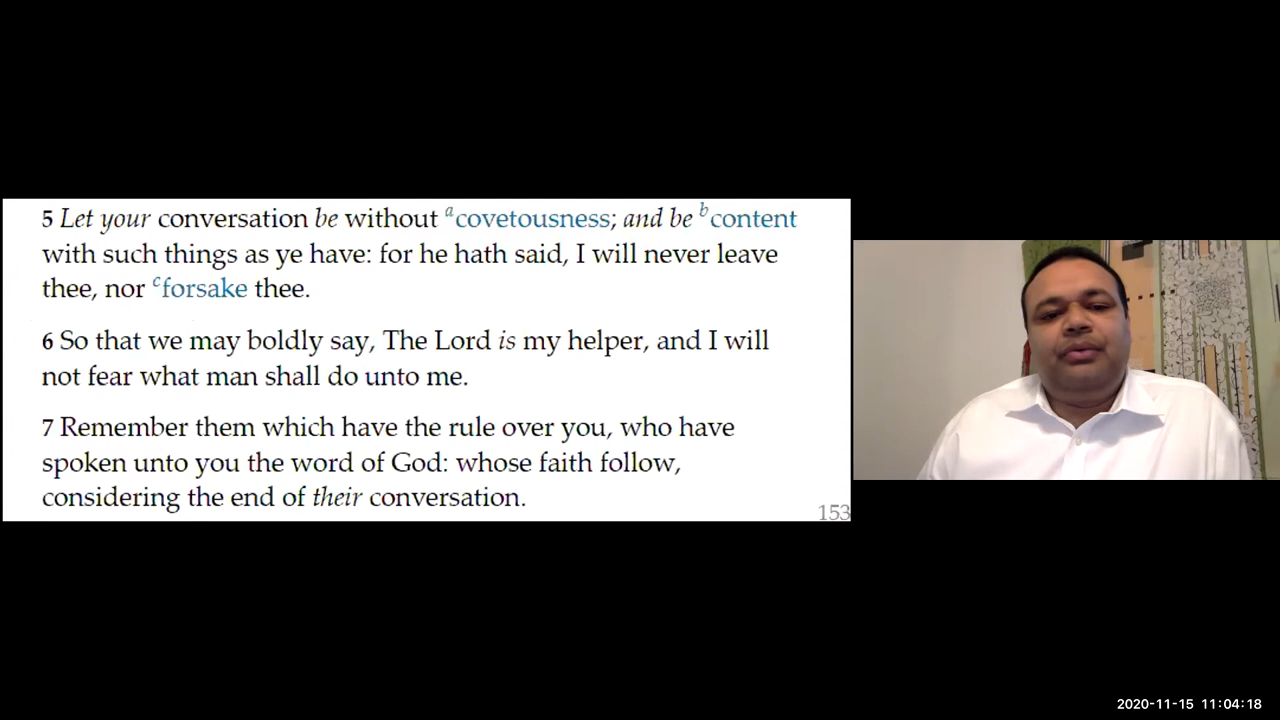 5 Let your conversation be without a covetousness; and be b content
with such things as ye have: for he hath said, I will never leave
thee, nor c forsake thee.
6 So that we may boldly say, The Lord is my helper, and I will
not fear what man shall do unto me.
7 Remember them which have the rule over you, who have
spoken unto you the word of God: whose faith follow,
considering the end of their conversation.
153
2020-11-15 11:04:18